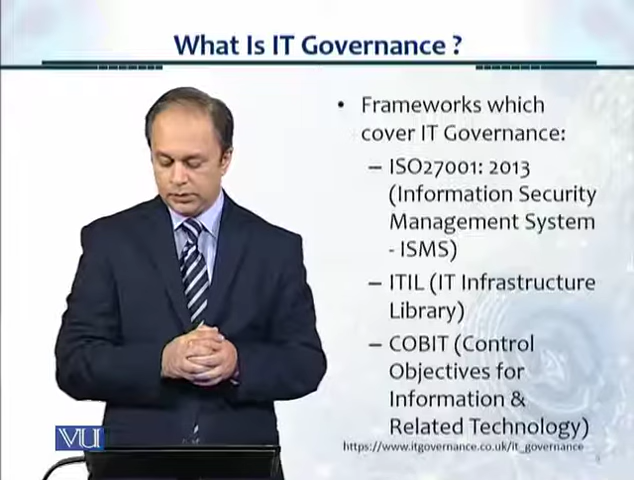 What Is IT Governance ?
• Frameworks which
cover IT Governance:
– ISO27001: 2013
(Information Security
Management System
- ISMS)
– ITIL (IT Infrastructure
Library)
– COBIT (Control
Objectives for
Information &
Related Technology)
https://www.itgovernance.co.uk/it_governance
VU